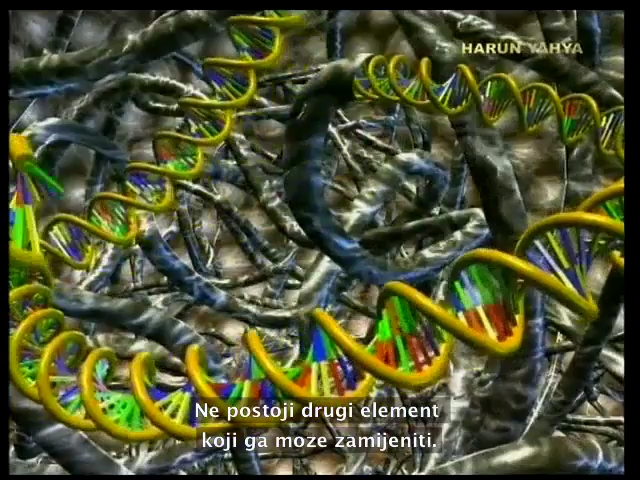 HARUN YAHYA
Ne postoji drugi element
koji ga moze zamijeniti.